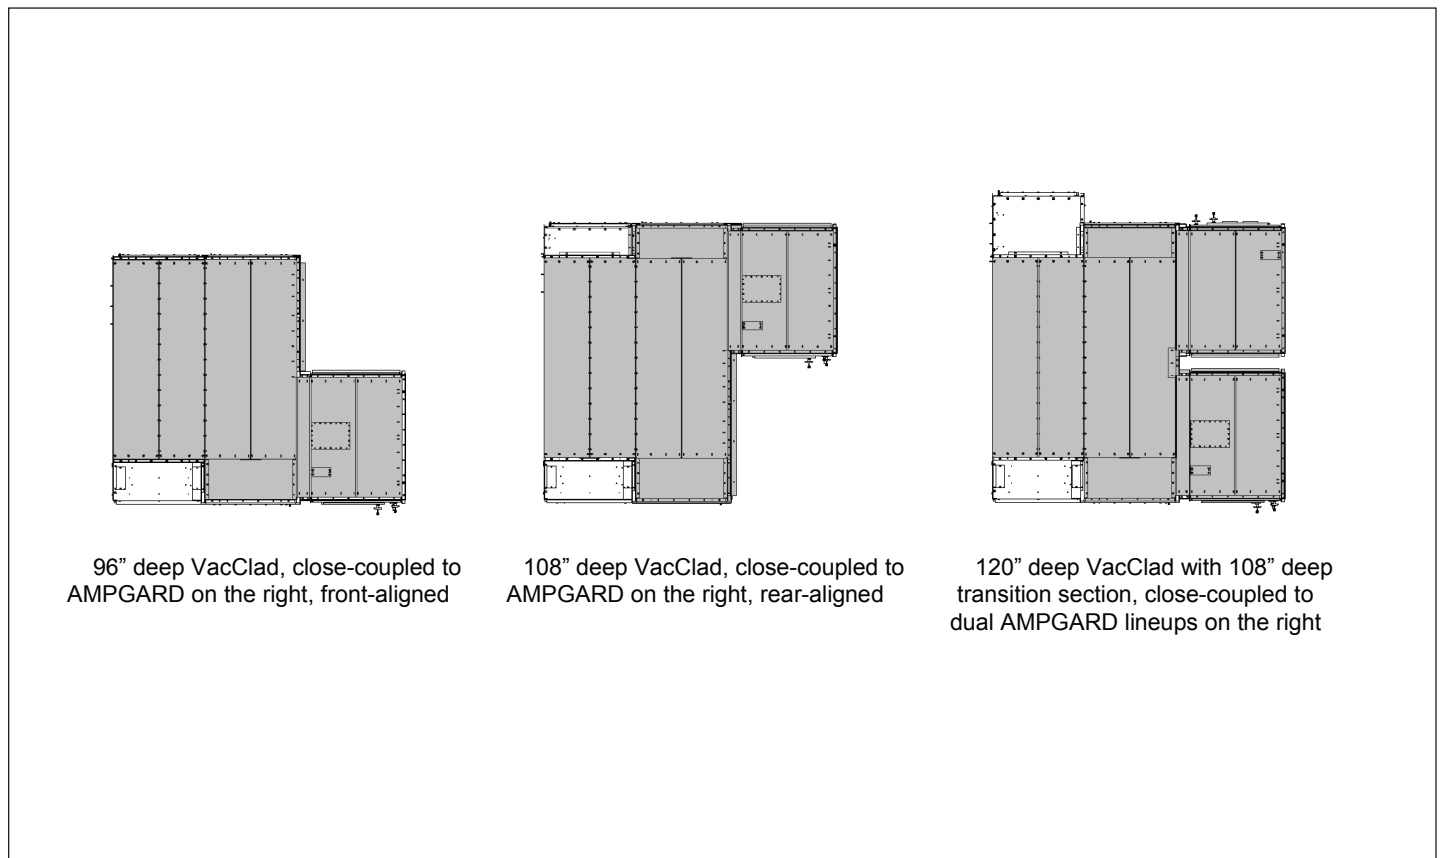 96” deep VacClad, close-coupled to
AMPGARD on the right, front-aligned
108” deep VacClad, close-coupled to
AMPGARD on the right, rear-aligned
120” deep VacClad with 108” deep
transition section, close-coupled to
dual AMPGARD lineups on the right